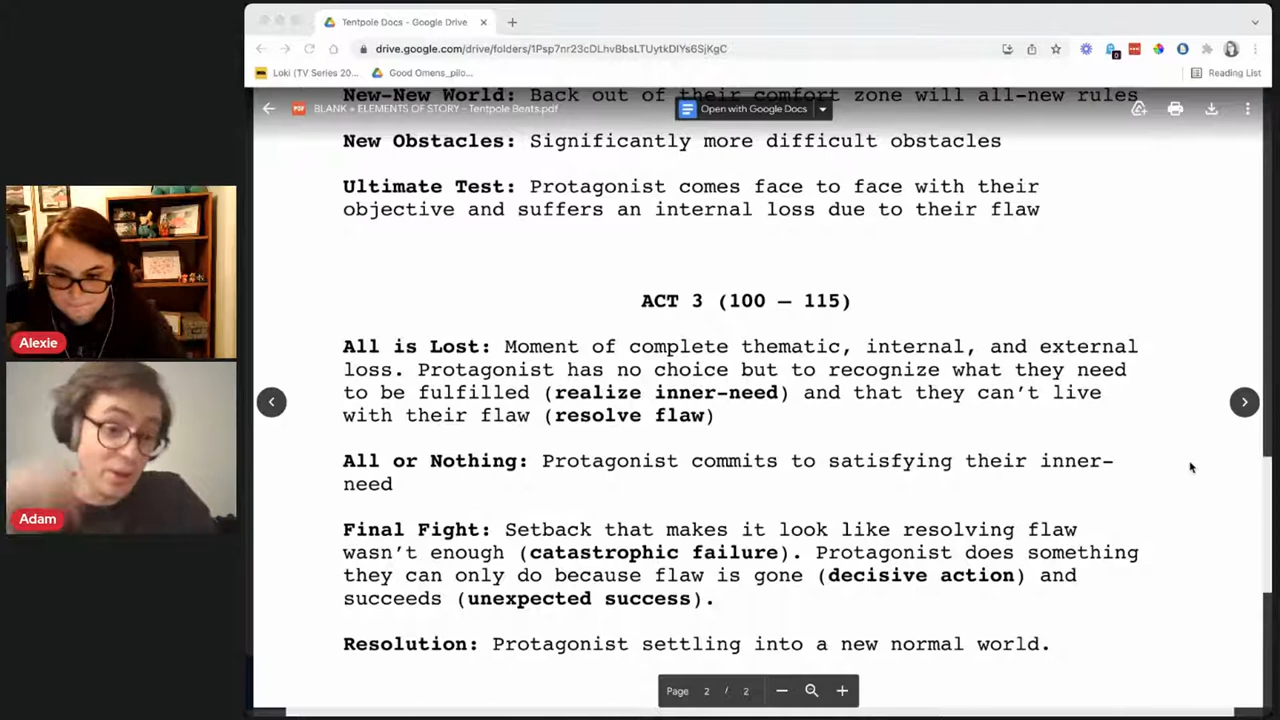 Tentpole Docs - Google Drive
drive.google.com/drive/folders/1Psp7nr23cDLhvBbsLTUytkDIYs6SjKgC
Loki (TV Series 20...
Good Omens_pilo...
Reading List
New-New World: Back out of their comfort zone will all-new rules
PDF
BLANK - ELEMENTS OF STORY - Tentpole Beats.pdf
Open with Google Docs
New Obstacles: Significantly more difficult obstacles
Ultimate Test: Protagonist comes face to face with their
objective and suffers an internal loss due to their flaw
ACT 3 (100 – 115)
All is Lost: Moment of complete thematic, internal, and external
loss. Protagonist has no choice but to recognize what they need
to be fulfilled (realize inner-need) and that they can't live
with their flaw (resolve flaw)
All or Nothing: Protagonist commits to satisfying their inner-
need
Final Fight: Setback that makes it look like resolving flaw
wasn't enough (catastrophic failure). Protagonist does something
they can only do because flaw is gone (decisive action) and
succeeds (unexpected success).
Resolution: Protagonist settling into a new normal world.
Page 2 / 2
Alexie
Adam